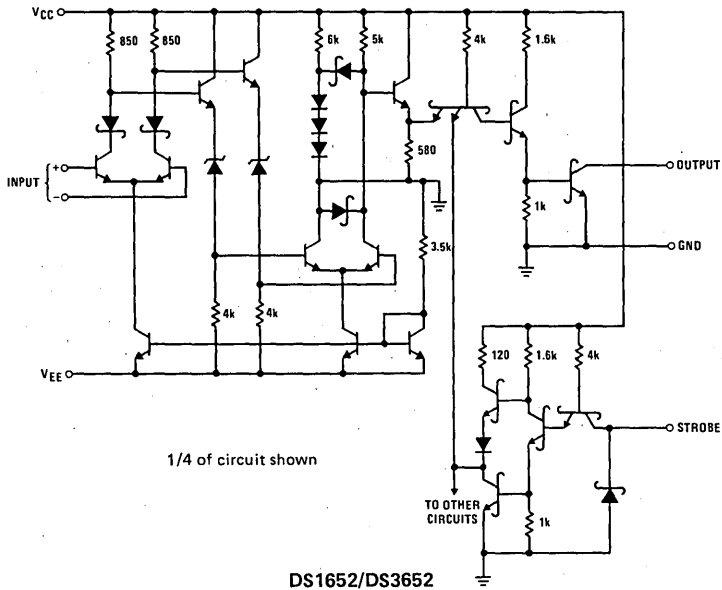 VCC
850 850
6k 5k
4k
1.6k
580
OUTPUT
INPUT { +
−
1k
3.5k
GND
4k 4k
120 1.6k 4k
VEE
STROBE
1/4 of circuit shown
TO OTHER
CIRCUITS
1k
DS1652/DS3652